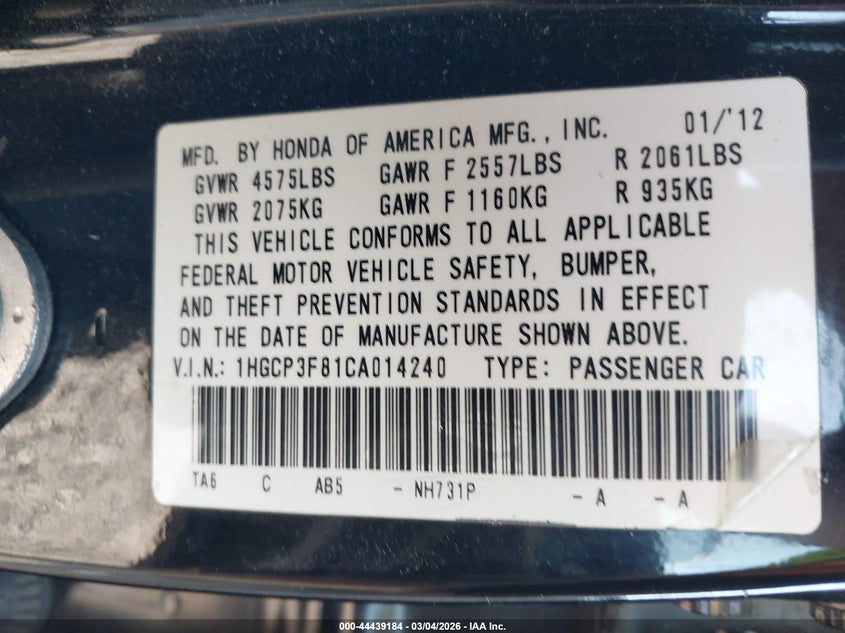 MFD. BY HONDA OF AMERICA MFG., INC. 01/'12
GVWR 4575LBS GAWR F 2557LBS R 2061LBS
GVWR 2075KG GAWR F 1160KG R 935KG
THIS VEHICLE CONFORMS TO ALL APPLICABLE
FEDERAL MOTOR VEHICLE SAFETY, BUMPER,
AND THEFT PREVENTION STANDARDS IN EFFECT
ON THE DATE OF MANUFACTURE SHOWN ABOVE.
V.I.N.: 1HGCP3F81CA014240 TYPE: PASSENGER CAR
TA6 C AB5 - NH731P - A - A
000-44439184 - 03/04/2026 - IAA Inc.